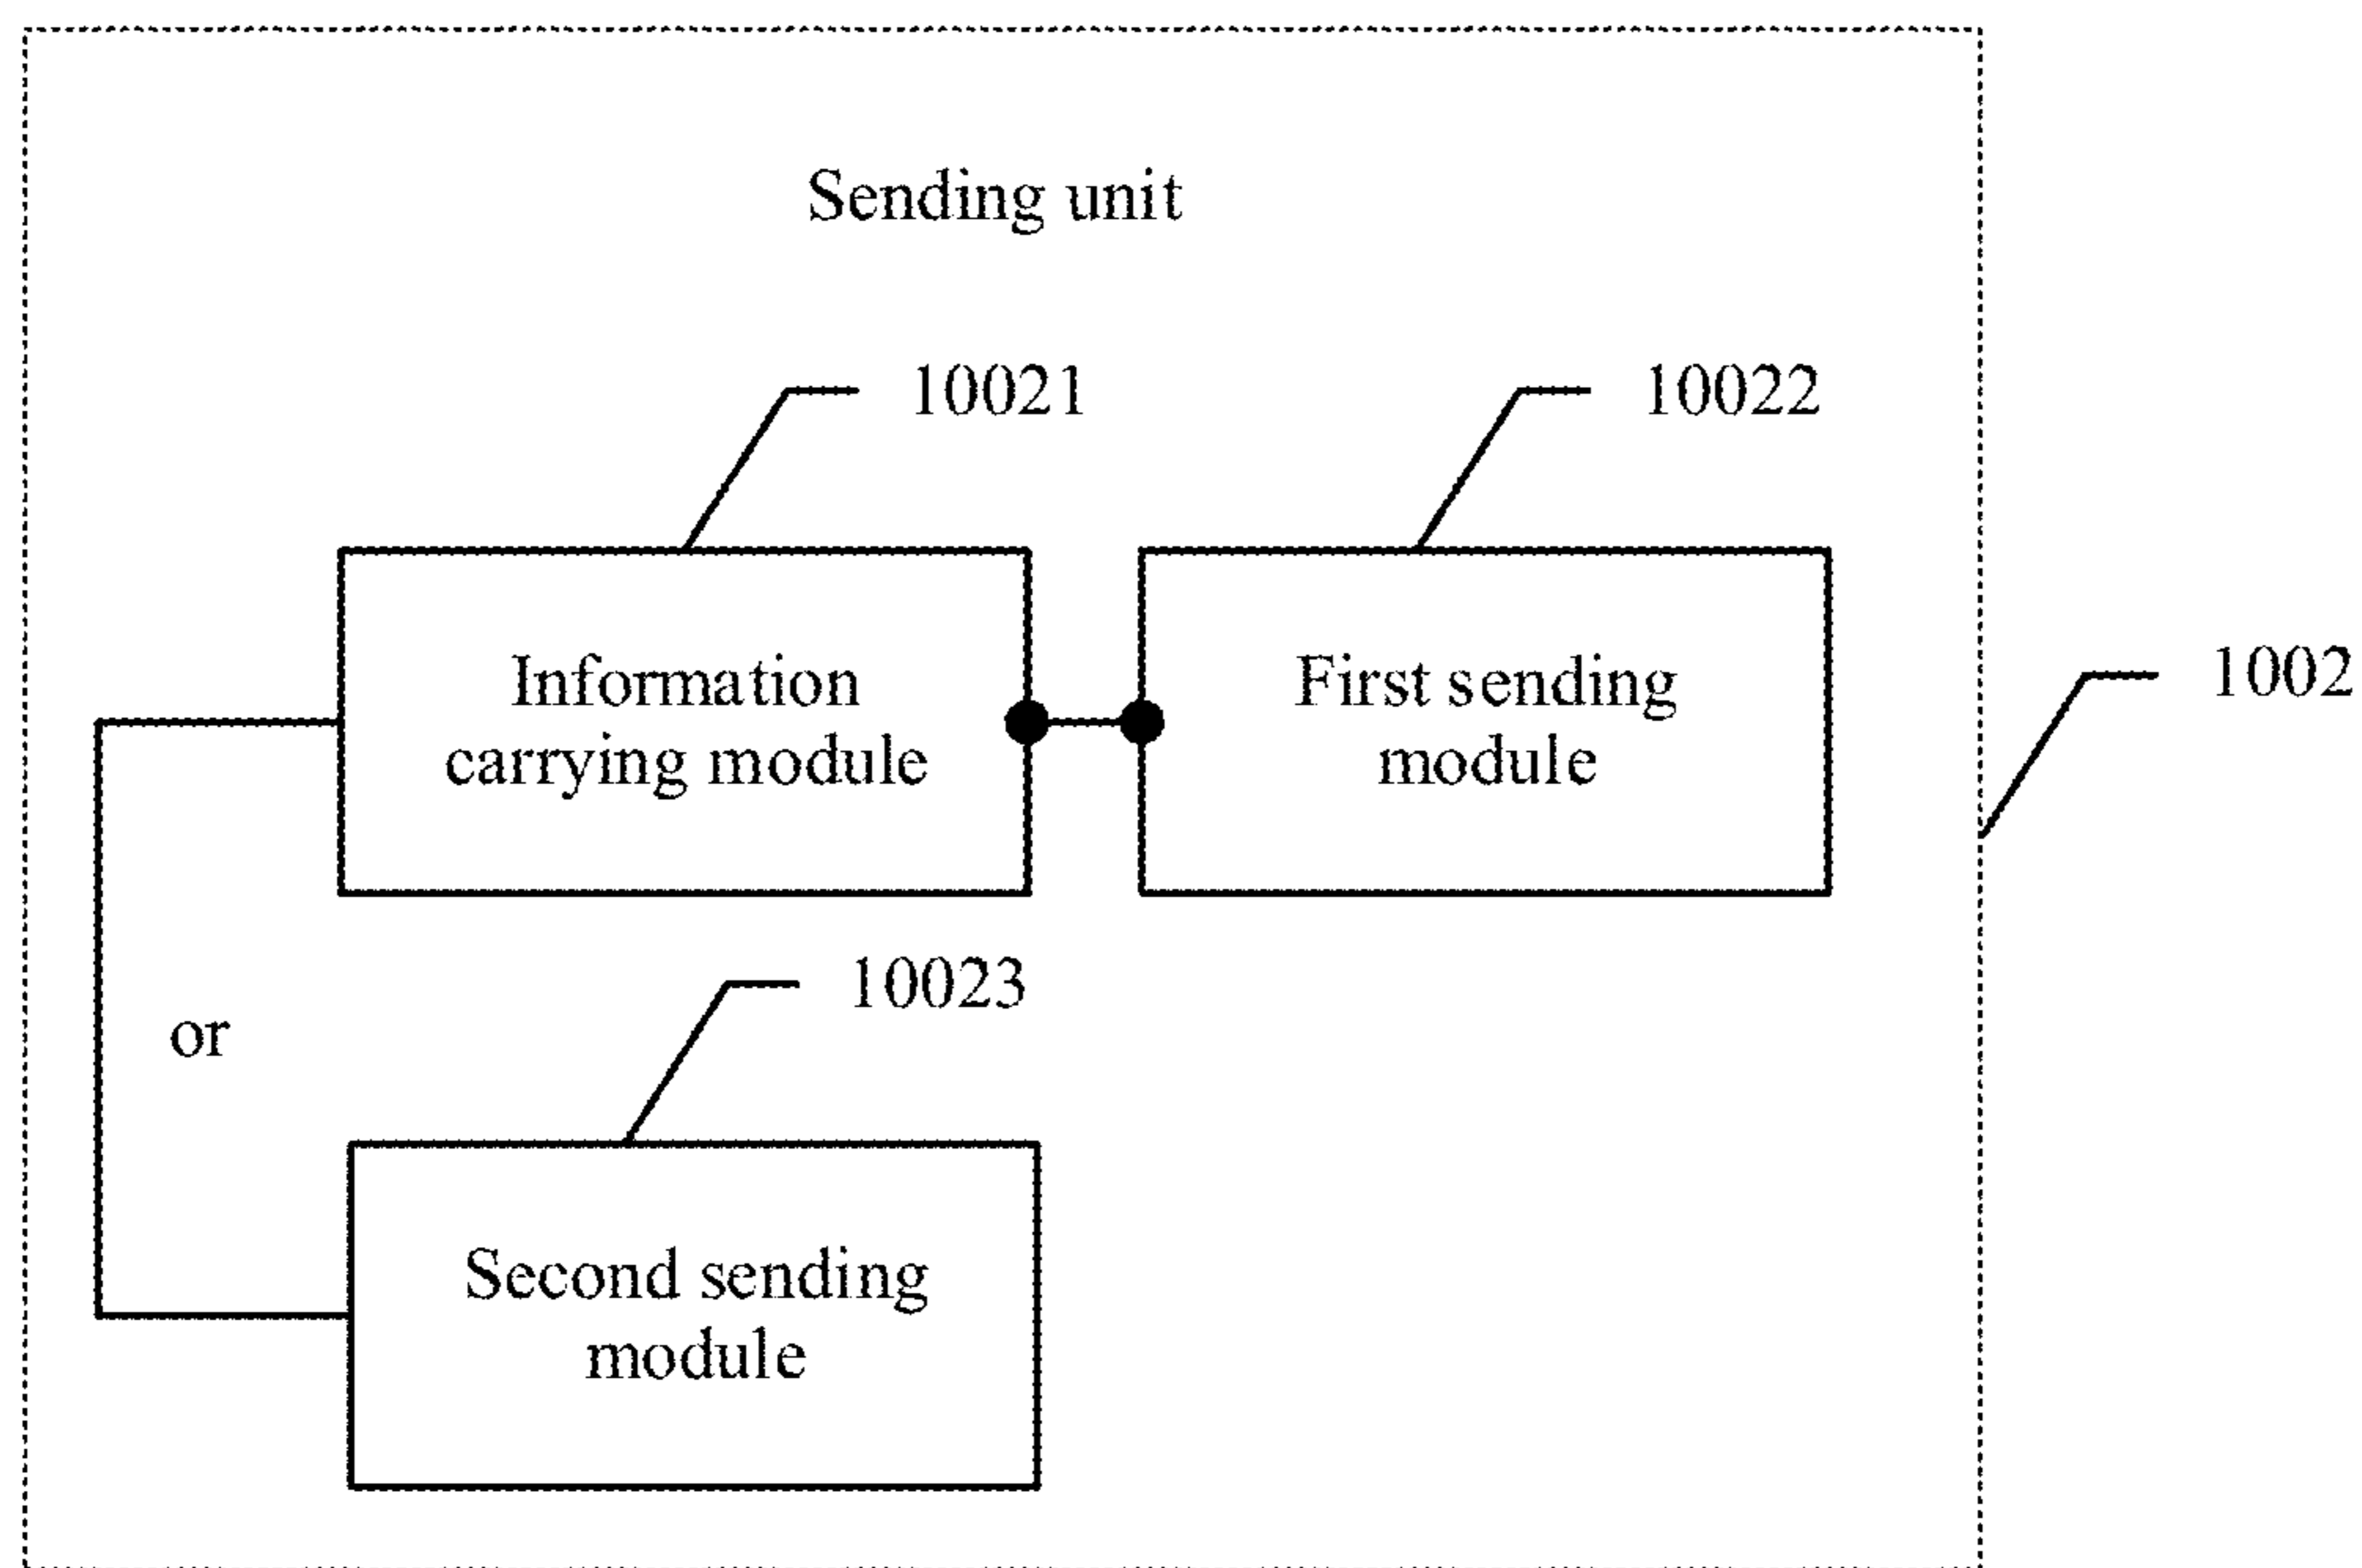 Sending unit
10021
10022
Information
carrying module
First sending
module
1002
10023
or
Second sending
module